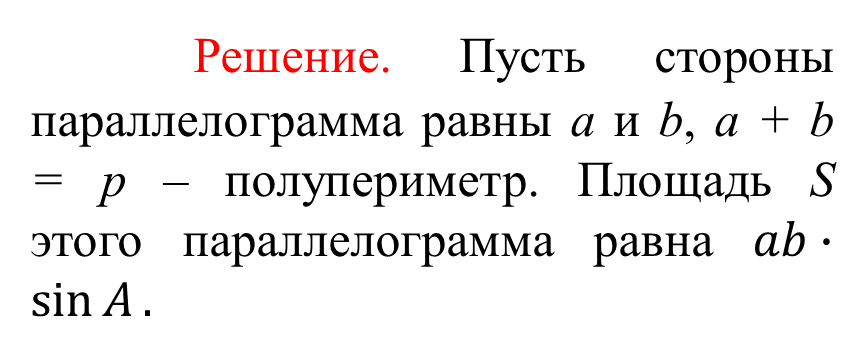 Решение. Пусть стороны
параллелограмма равны a и b, a + b
= p – полупериметр. Площадь S
этого параллелограмма равна ab ·
sin A.